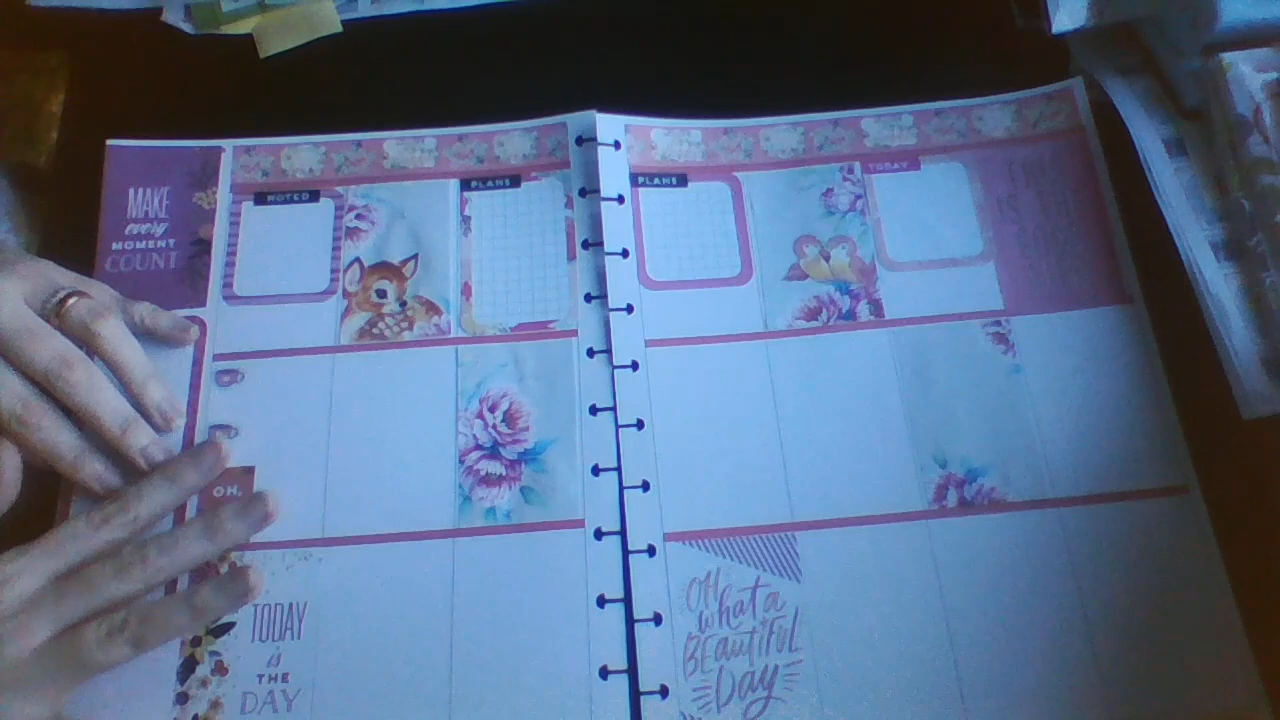 MAKE
every
MOMENT
COUNT
NOTED
PLANS
PLANS
TODAY
OH,
TODAY
is
THE
DAY
OH
what a
BEAUTIFUL
Day